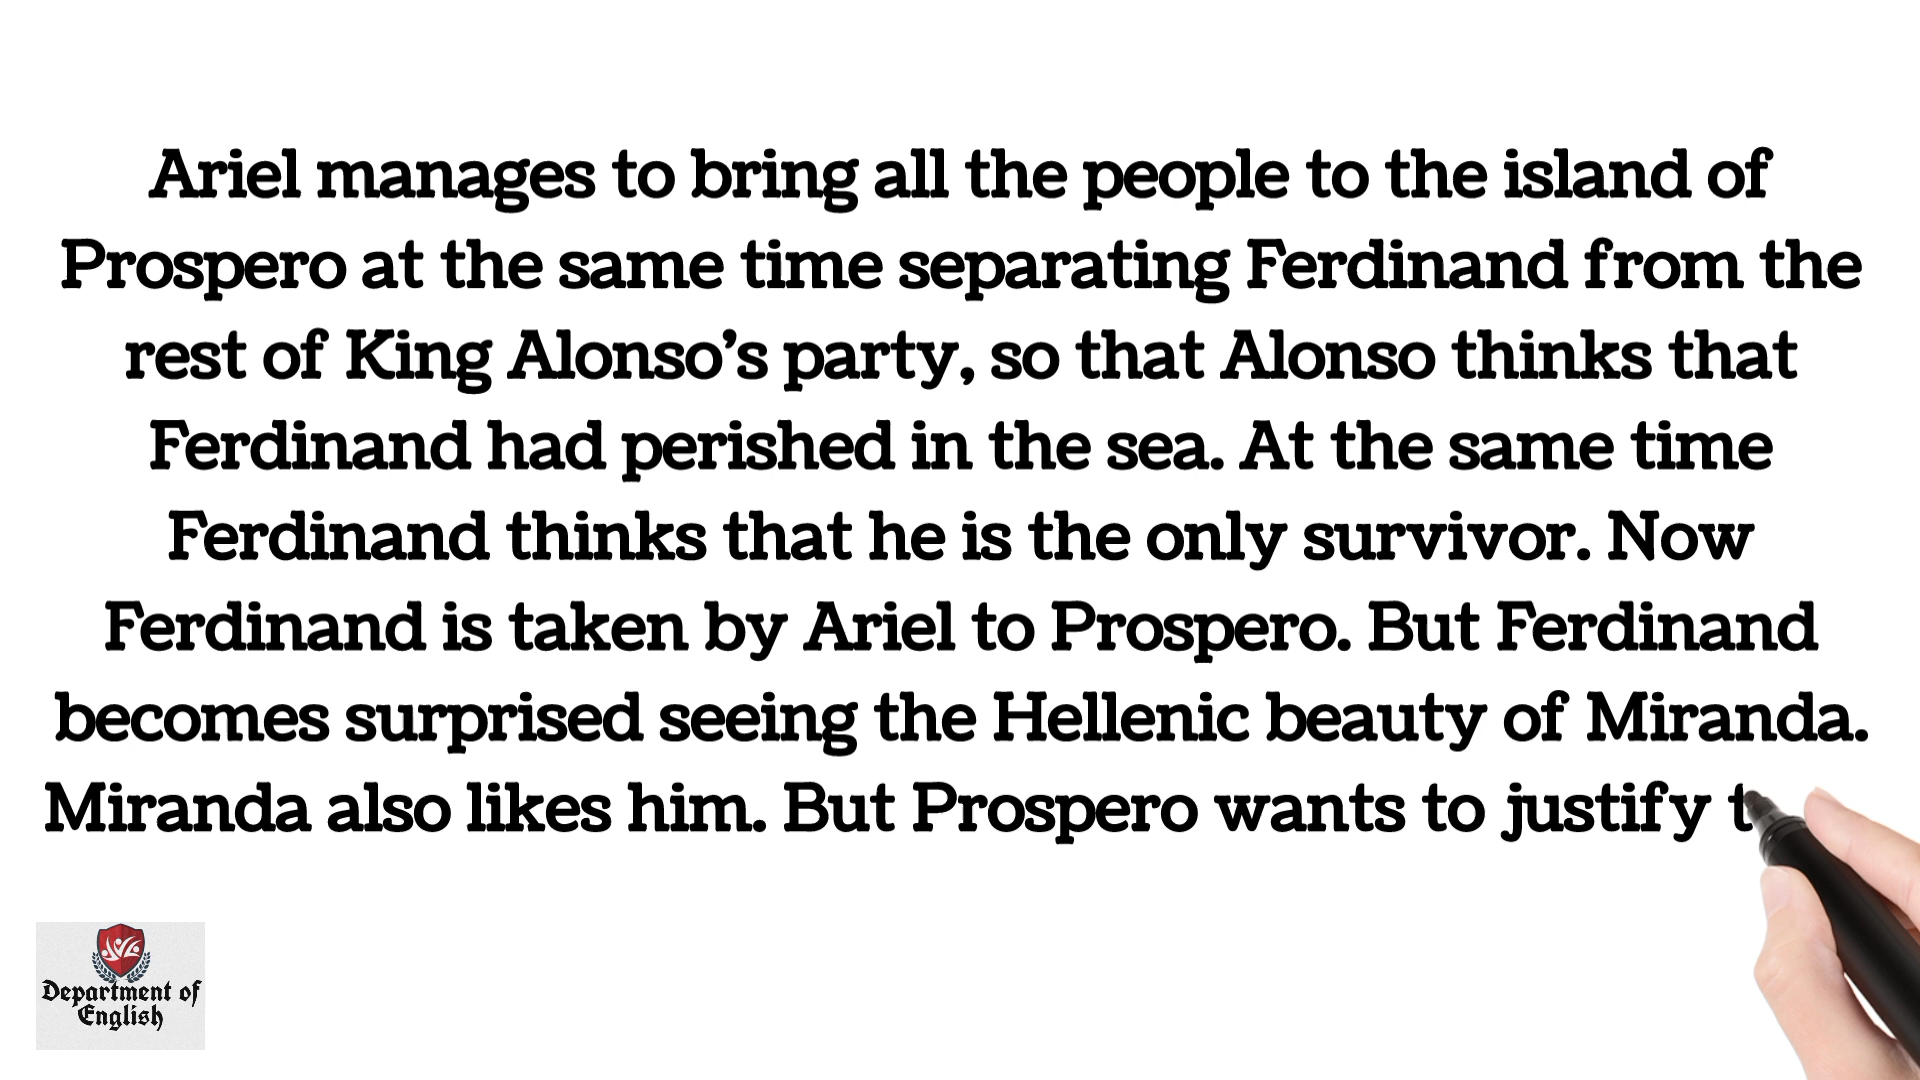 Ariel manages to bring all the people to the island of
Prospero at the same time separating Ferdinand from the
rest of King Alonso’s party, so that Alonso thinks that
Ferdinand had perished in the sea. At the same time
Ferdinand thinks that he is the only survivor. Now
Ferdinand is taken by Ariel to Prospero. But Ferdinand
becomes surprised seeing the Hellenic beauty of Miranda.
Miranda also likes him. But Prospero wants to justify t
Department of
English